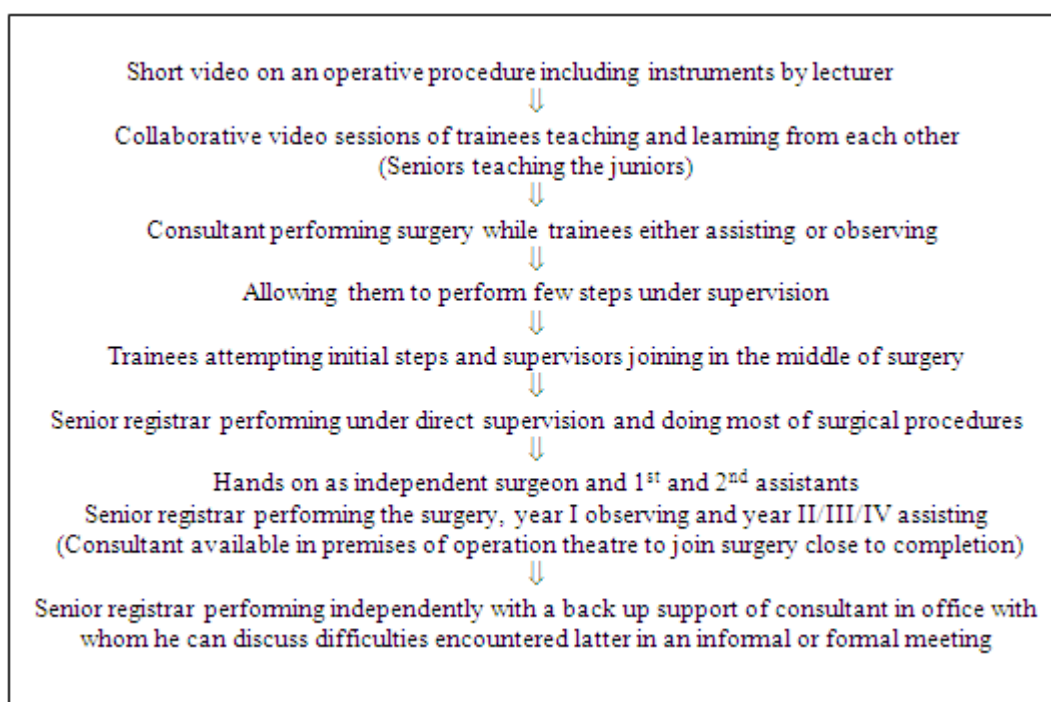 Short video on an operative procedure including instruments by lecturer
⇓
Collaborative video sessions of trainees teaching and learning from each other
(Seniors teaching the juniors)
⇓
Consultant performing surgery while trainees either assisting or observing
⇓
Allowing them to perform few steps under supervision
⇓
Trainees attempting initial steps and supervisors joining in the middle of surgery
⇓
Senior registrar performing under direct supervision and doing most of surgical procedures
⇓
Hands on as independent surgeon and 1st and 2nd assistants
Senior registrar performing the surgery, year I observing and year II/III/IV assisting
(Consultant available in premises of operation theatre to join surgery close to completion)
⇓
Senior registrar performing independently with a back up support of consultant in office with
whom he can discuss difficulties encountered latter in an informal or formal meeting